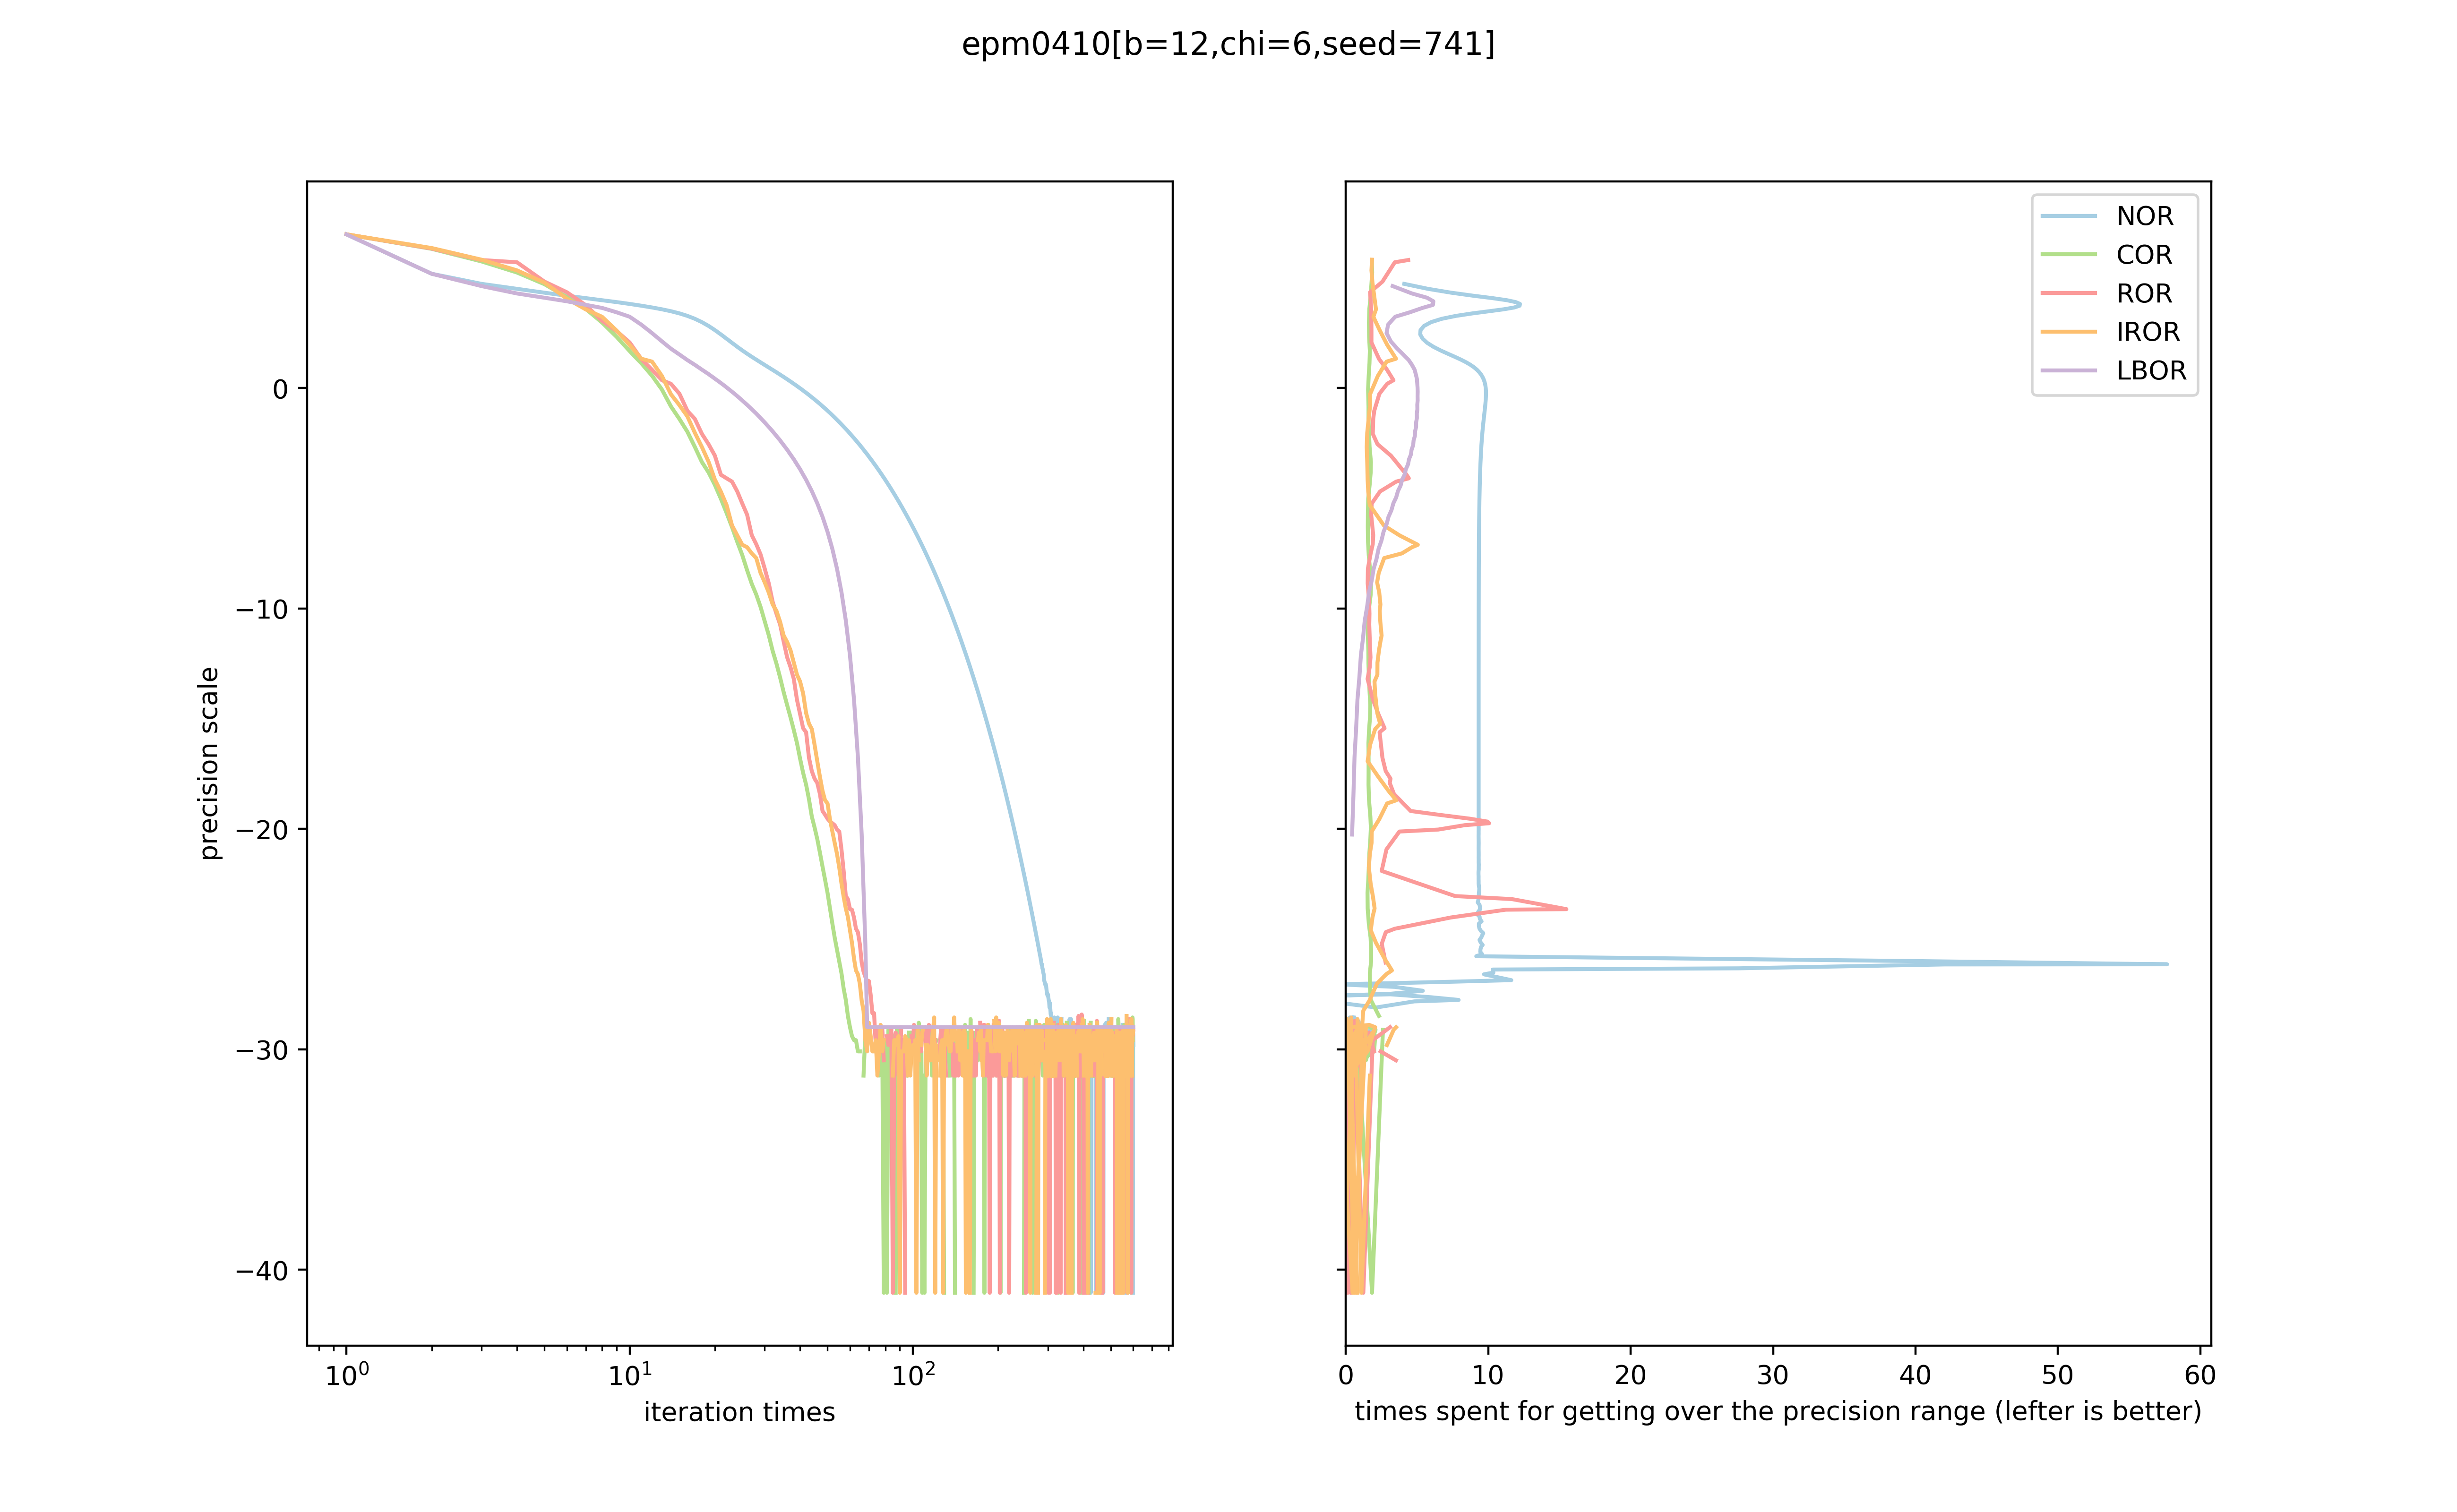 epm0410[b=12,chi=6,seed=741]
precision scale
0
−10
−20
−30
−40
10⁰ 10¹ 10²
iteration times
NOR
COR
ROR
IROR
LBOR
0 10 20 30 40 50 60
times spent for getting over the precision range (lefter is better)